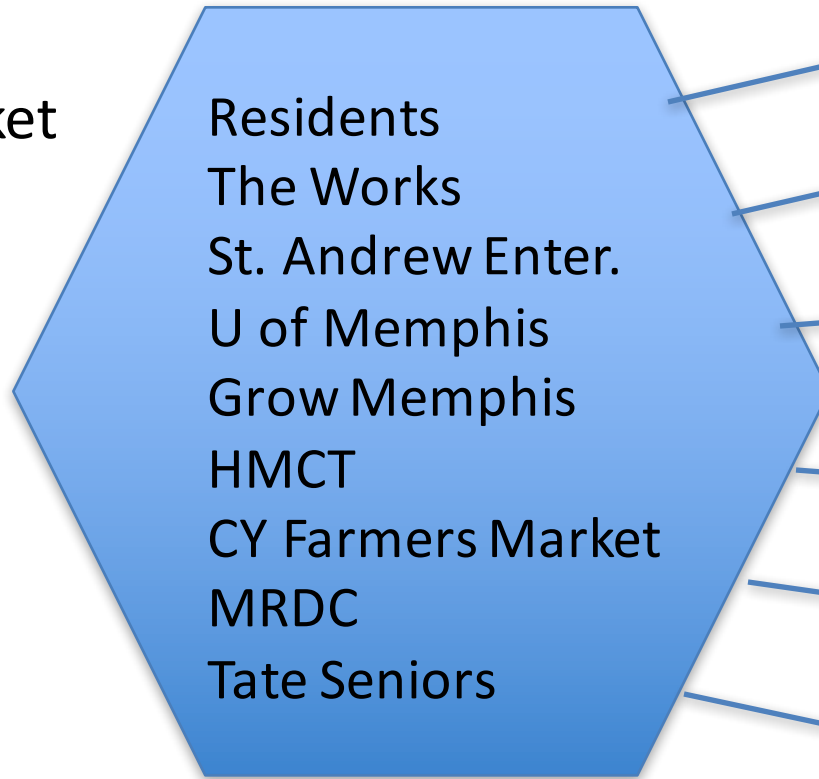 Residents
The Works
St. Andrew Enter.
U of Memphis
Grow Memphis
HMCT
CY Farmers Market
MRDC
Tate Seniors